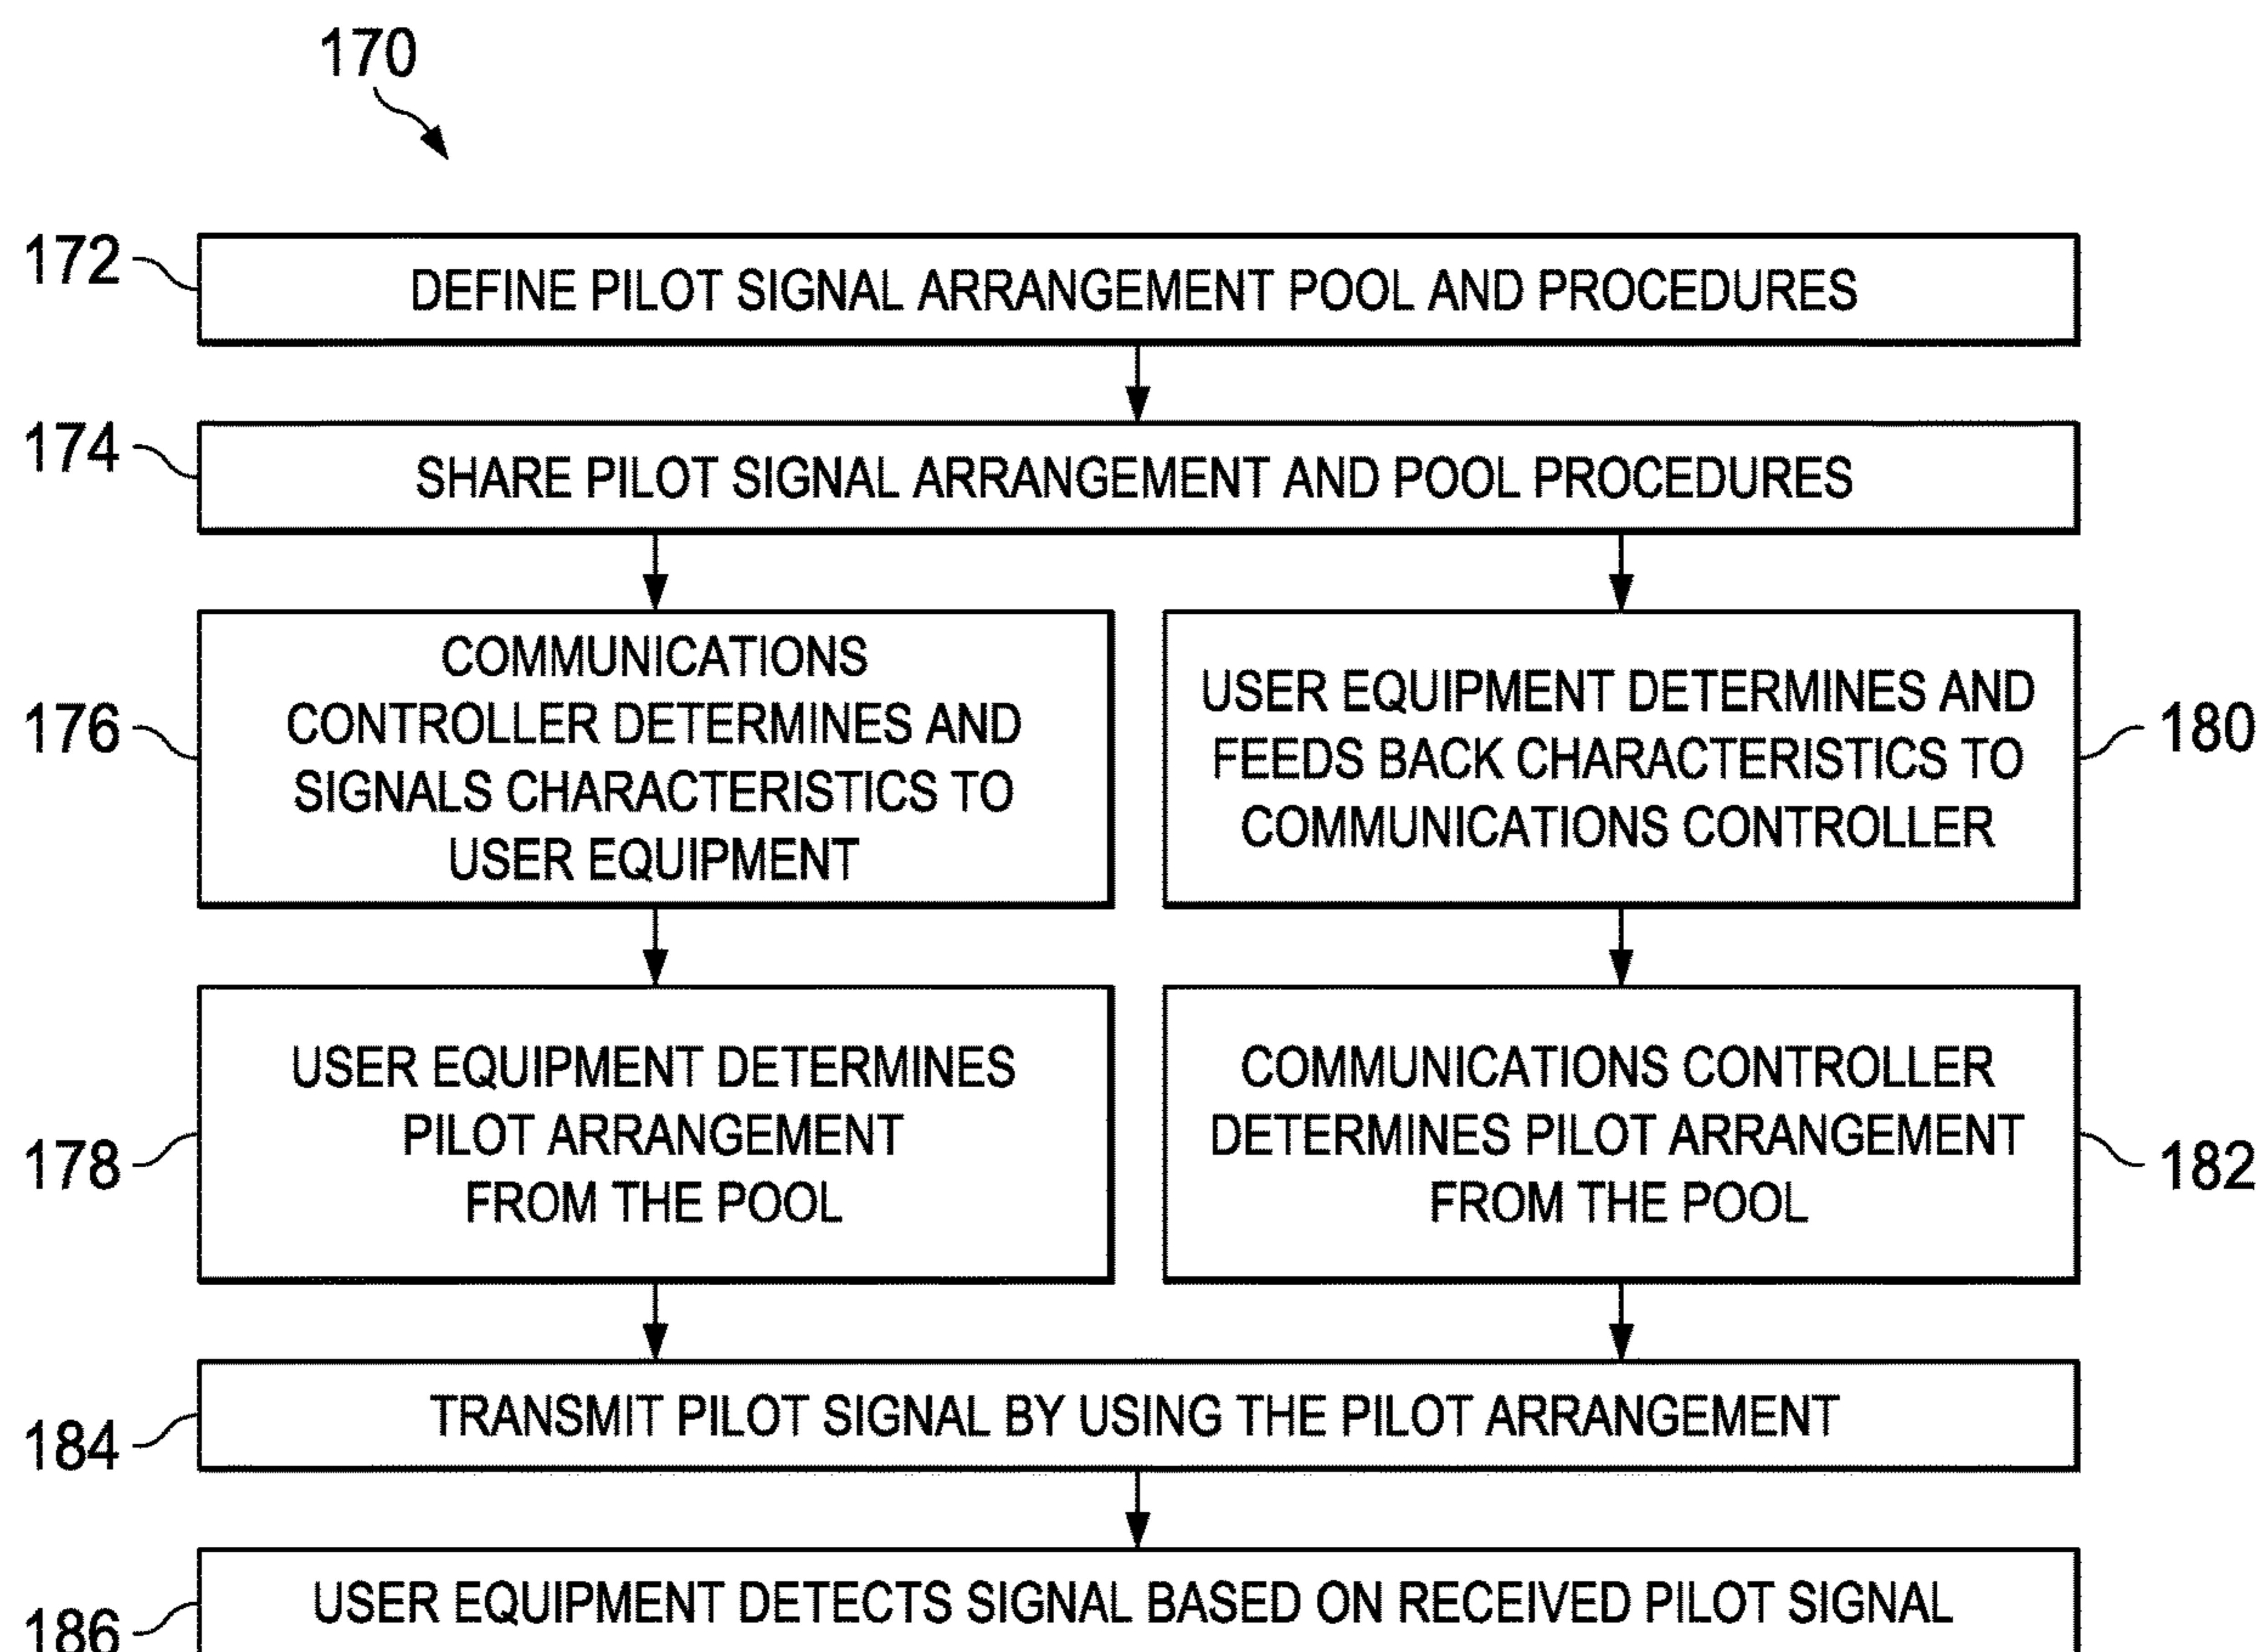 170
172
DEFINE PILOT SIGNAL ARRANGEMENT POOL AND PROCEDURES
174
SHARE PILOT SIGNAL ARRANGEMENT AND POOL PROCEDURES
176
COMMUNICATIONS
CONTROLLER DETERMINES AND
SIGNALS CHARACTERISTICS TO
USER EQUIPMENT
USER EQUIPMENT DETERMINES AND
FEEDS BACK CHARACTERISTICS TO
COMMUNICATIONS CONTROLLER
180
178
USER EQUIPMENT DETERMINES
PILOT ARRANGEMENT
FROM THE POOL
COMMUNICATIONS CONTROLLER
DETERMINES PILOT ARRANGEMENT
FROM THE POOL
182
184
TRANSMIT PILOT SIGNAL BY USING THE PILOT ARRANGEMENT
186
USER EQUIPMENT DETECTS SIGNAL BASED ON RECEIVED PILOT SIGNAL